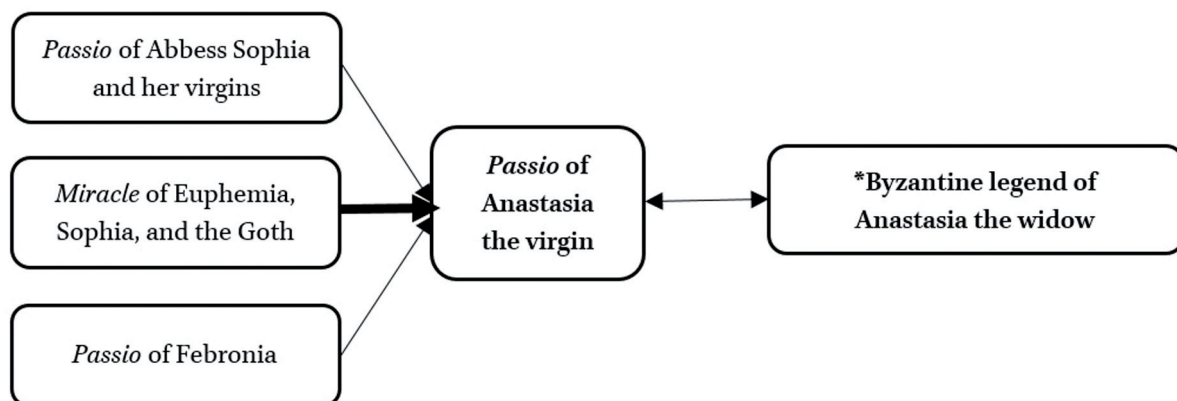 Passio of Abbess Sophia
and her virgins
Miracle of Euphemia,
Sophia, and the Goth
Passio of Febronia
Passio of
Anastasia
the virgin
*Byzantine legend of
Anastasia the widow